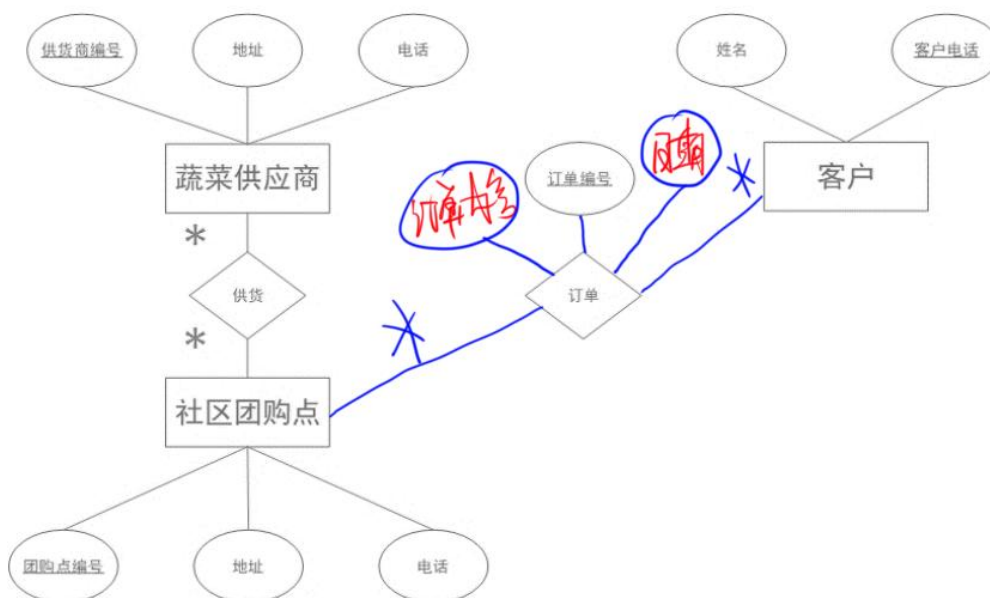 供货商编号 地址 电话 姓名 客户电话
蔬菜供应商 订单编号 日期 * 客户
*
供货 订单
* *
社区团购点
团购点编号 地址 电话